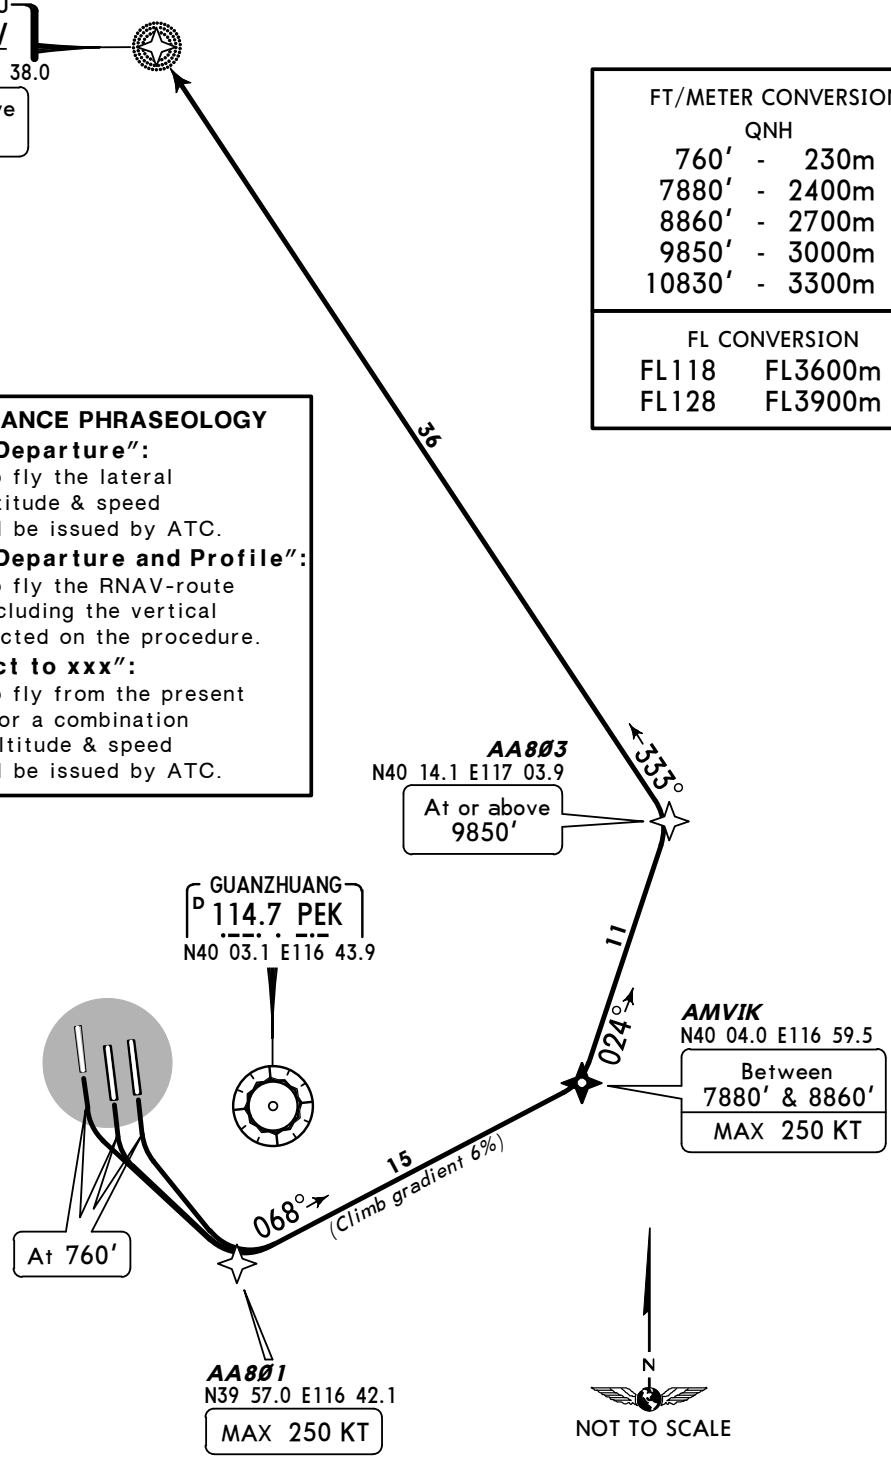 38.0
FT/METER CONVERSION
QNH
760' - 230m
7880' - 2400m
8860' - 2700m
9850' - 3000m
10830' - 3300m
FL CONVERSION
FL118 FL3600m
FL128 FL3900m
36
ANCE PHRASEOLOGY
Departure":
fly the lateral
titude & speed
be issued by ATC.
Departure and Profile":
fly the RNAV-route
cluding the vertical
cted on the procedure.
ct to xxx":
fly from the present
or a combination
ltitude & speed
be issued by ATC.
333°
AA8Ø3
N40 14.1 E117 03.9
At or above
9850'
GUANZHUANG
D 114.7 PEK
N40 03.1 E116 43.9
11
024°
AMVIK
N40 04.0 E116 59.5
Between
7880' & 8860'
MAX 250 KT
15
(Climb gradient 6%)
068°
At 760'
AA8Ø1
N39 57.0 E116 42.1
MAX 250 KT
N
NOT TO SCALE